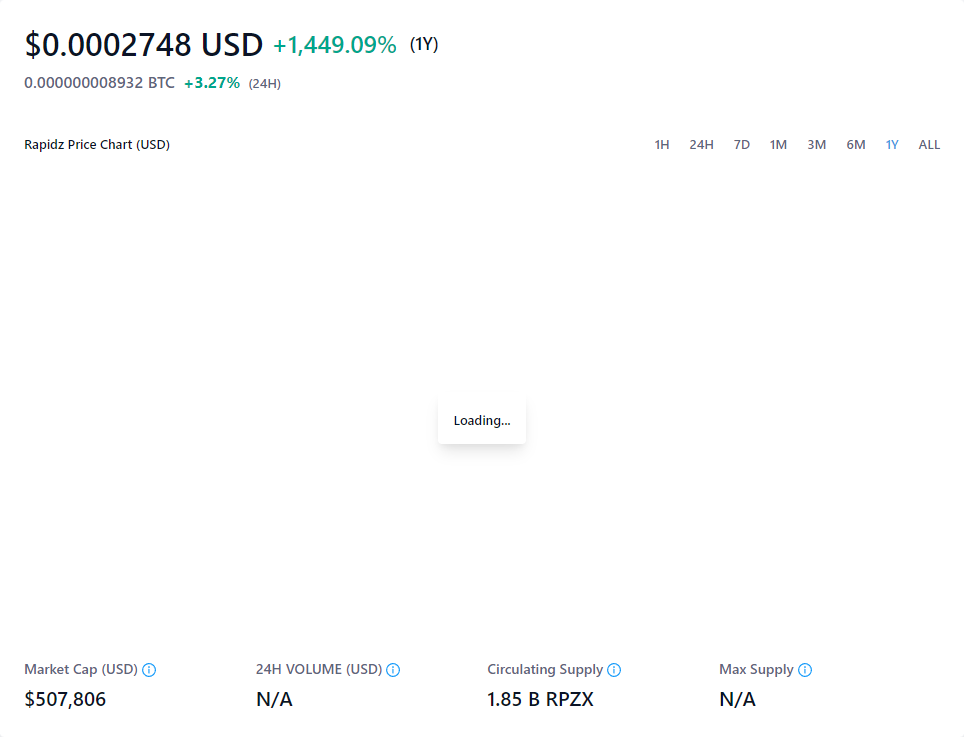 $0.0002748 USD +1,449.09% (1Y)
0.000000008932 BTC +3.27% (24H)
Rapidz Price Chart (USD) 1H 24H 7D 1M 3M 6M 1Y ALL
Loading...
Market Cap (USD) 24H VOLUME (USD) Circulating Supply Max Supply
$507,806 N/A 1.85 B RPZX N/A